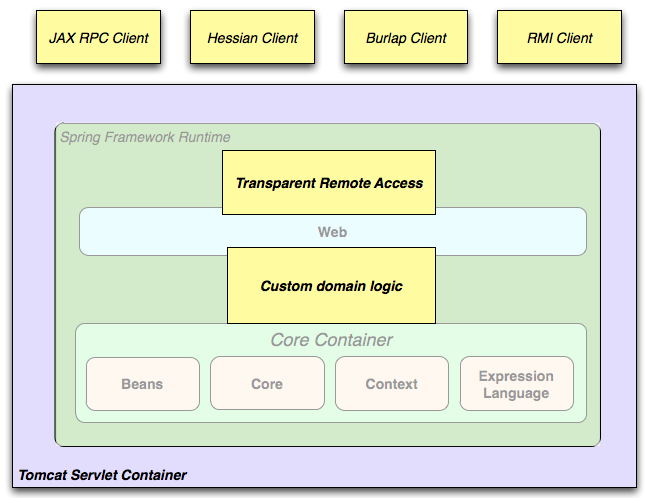 JAX RPC Client
Hessian Client
Burlap Client
RMI Client
Spring Framework Runtime
Transparent Remote Access
Web
Custom domain logic
Core Container
Beans
Core
Context
Expression
Language
Tomcat Servlet Container